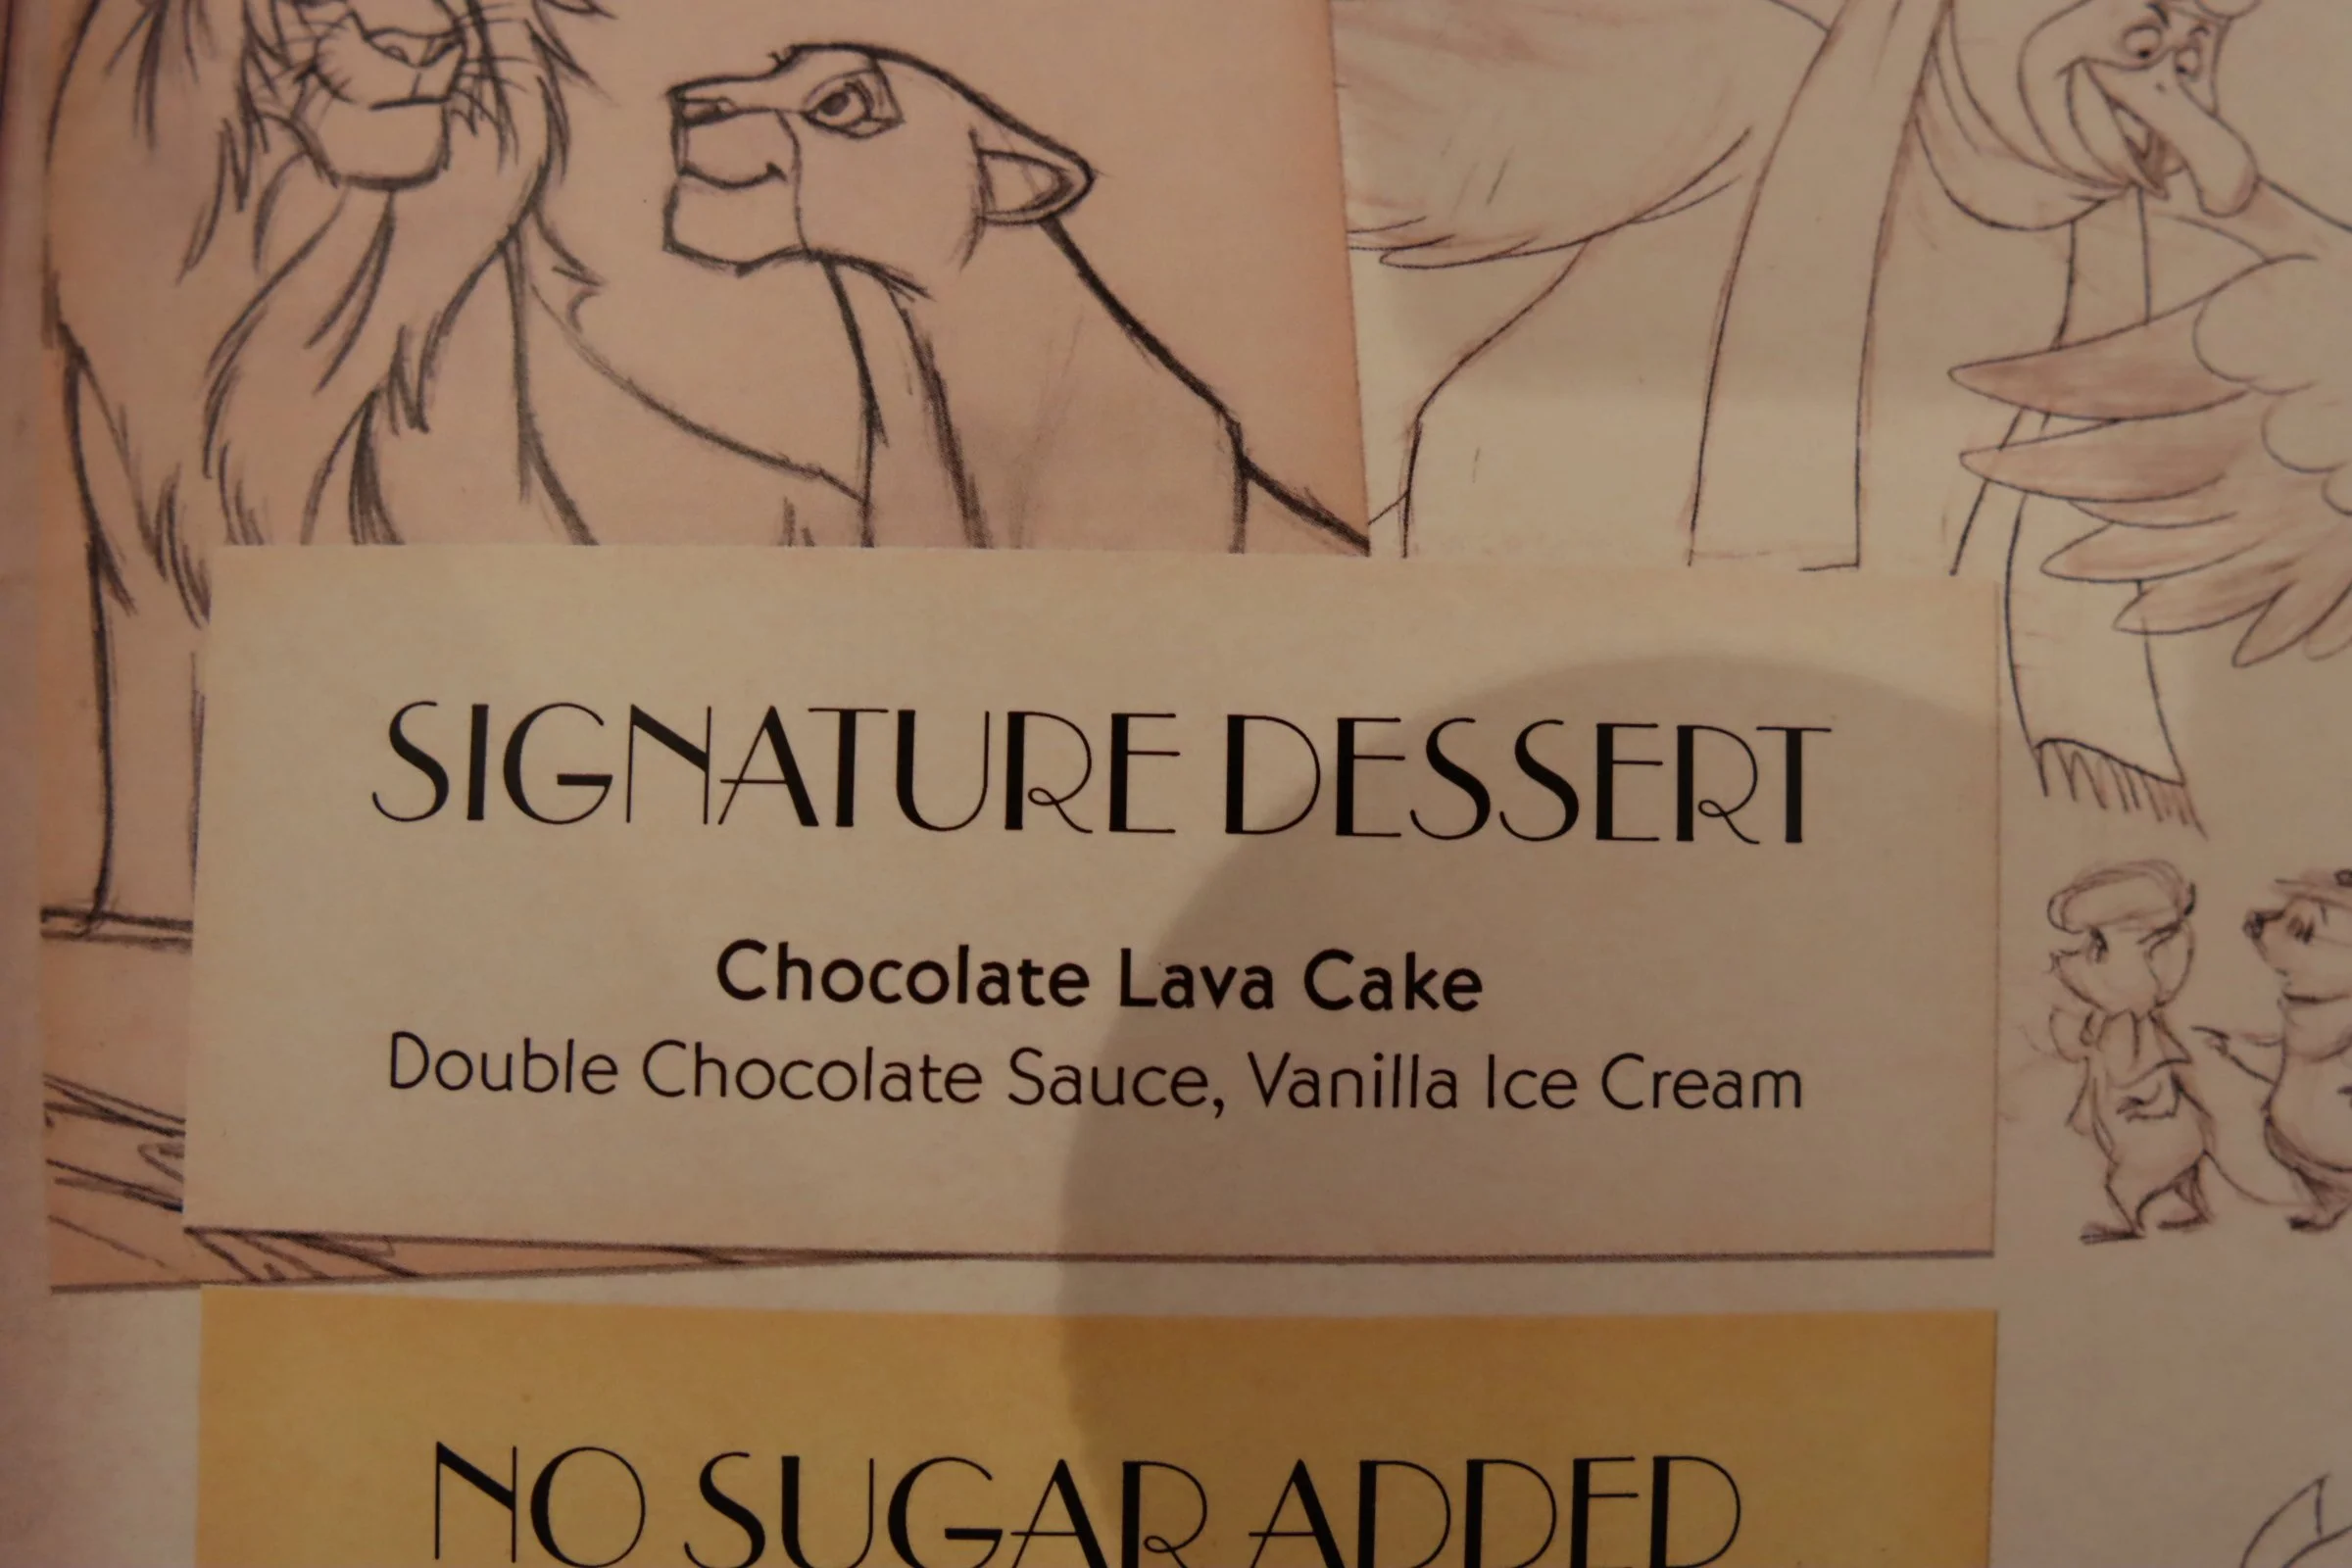 SIGNATURE DESSERT
Chocolate Lava Cake
Double Chocolate Sauce, Vanilla Ice Cream
NO SUGAR ADDED